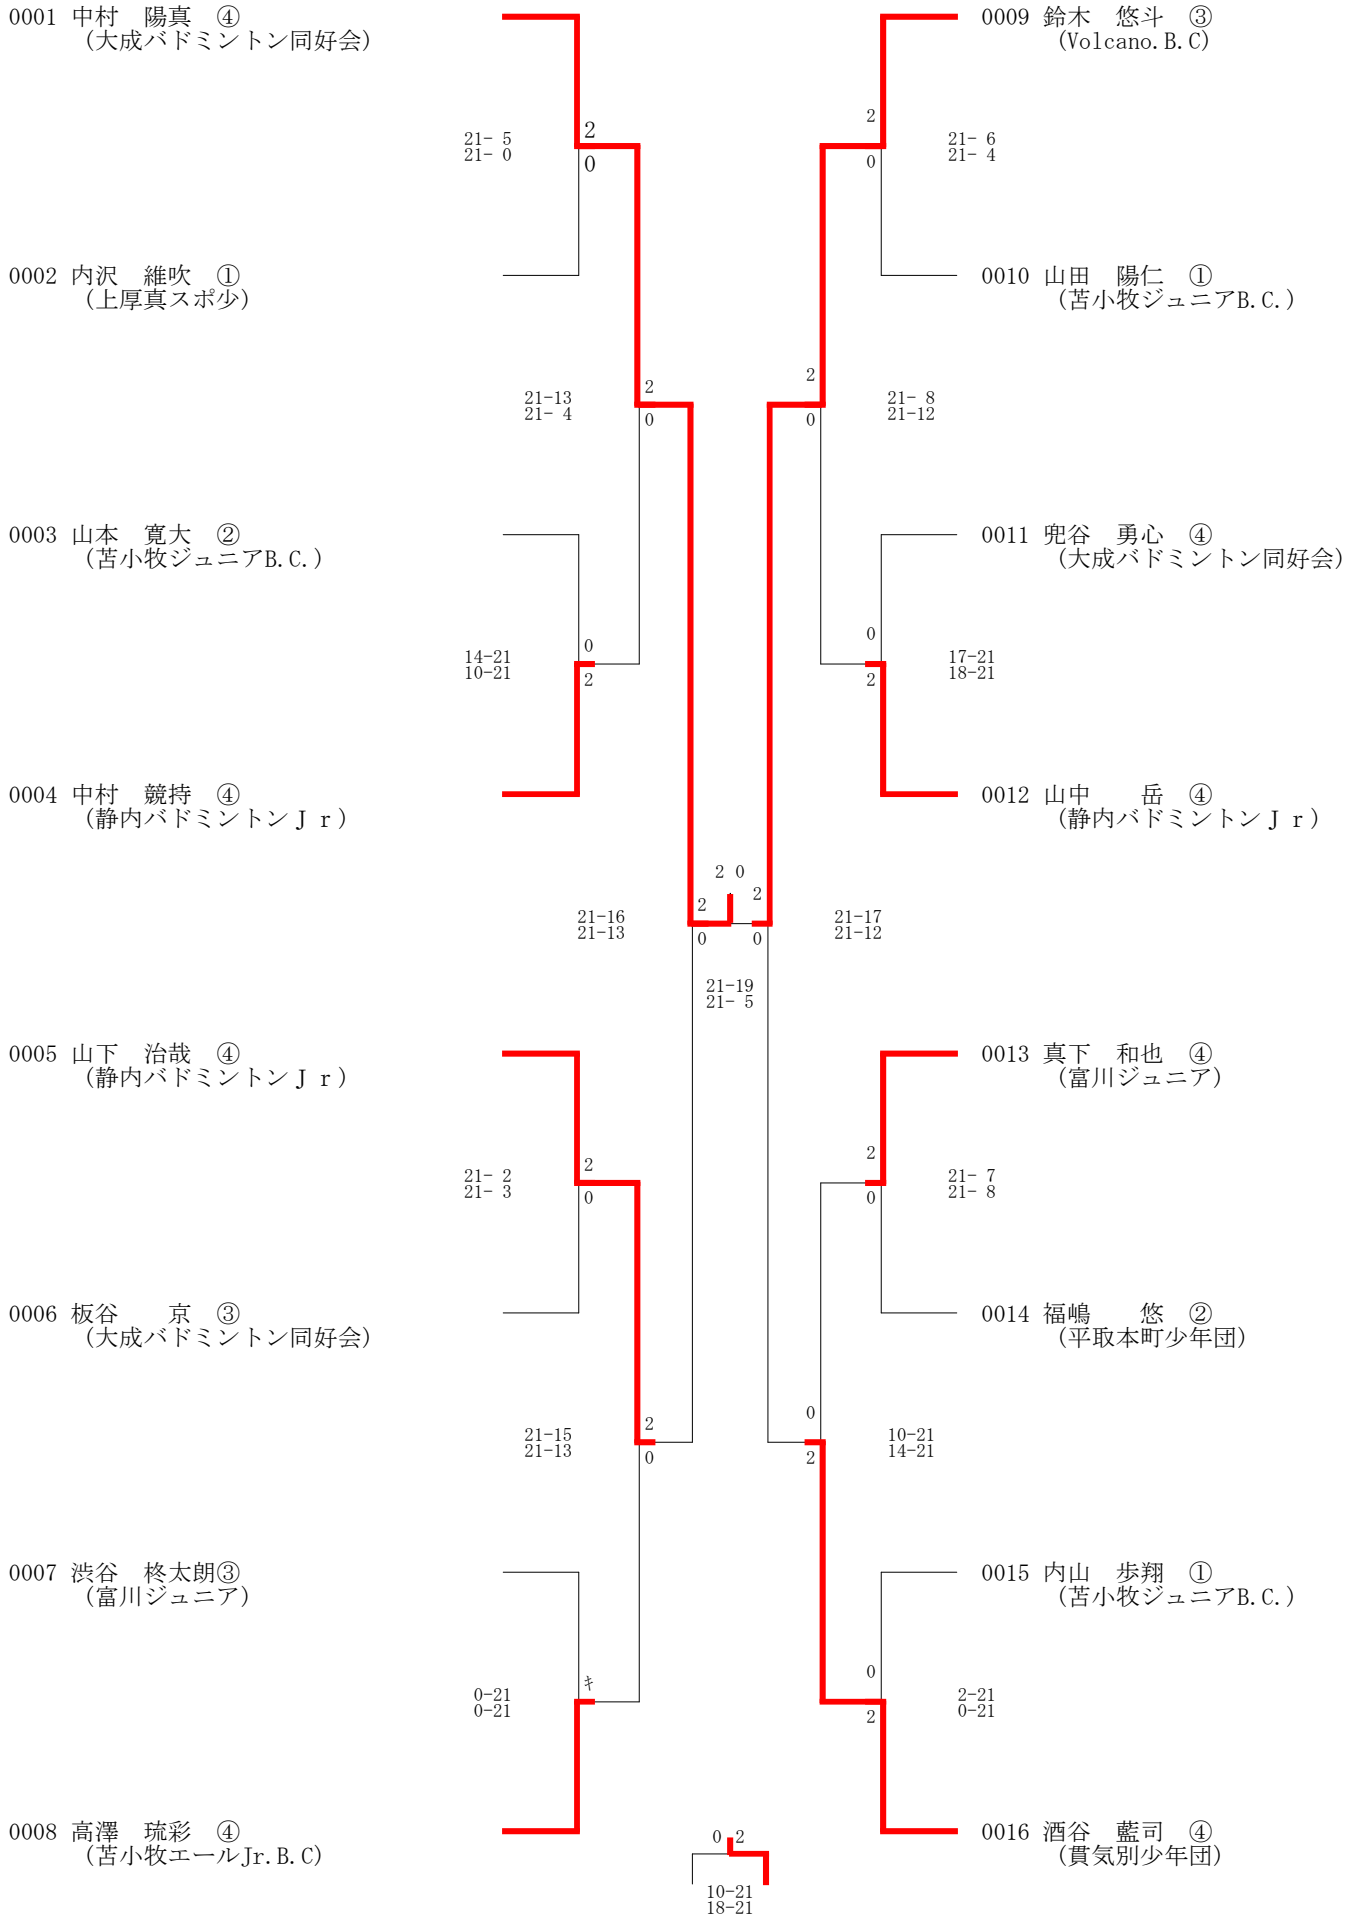 0001 中村　陽真　④
(大成バドミントン同好会)
21- 5
21- 0
2
0
0002 内沢　維吹　①
(上厚真スポ少)
21-13
21- 4
2
0
0003 山本　寛大　②
(苫小牧ジュニアB.C.)
14-21
10-21
0
2
0004 中村　競持　④
(静内バドミントンＪｒ)
21-16
21-13
2
0
0005 山下　治哉　④
(静内バドミントンＪｒ)
21- 2
21- 3
2
0
0006 板谷　　京　③
(大成バドミントン同好会)
21-15
21-13
2
0
0007 渋谷　柊太朗③
(富川ジュニア)
0-21
0-21
ｷ
0008 高澤　琉彩　④
(苫小牧エールJr.B.C)
2 0
21-19
21- 5
0 2
10-21
18-21
0009 鈴木　悠斗　③
(Volcano.B.C)
2
0
21- 6
21- 4
0010 山田　陽仁　①
(苫小牧ジュニアB.C.)
2
0
21- 8
21-12
0011 兜谷　勇心　④
(大成バドミントン同好会)
0
2
17-21
18-21
0012 山中　　岳　④
(静内バドミントンＪｒ)
2
0
21-17
21-12
0013 真下　和也　④
(富川ジュニア)
2
0
21- 7
21- 8
0014 福嶋　　悠　②
(平取本町少年団)
0
2
10-21
14-21
0015 内山　歩翔　①
(苫小牧ジュニアB.C.)
0
2
2-21
0-21
0016 酒谷　藍司　④
(貫気別少年団)